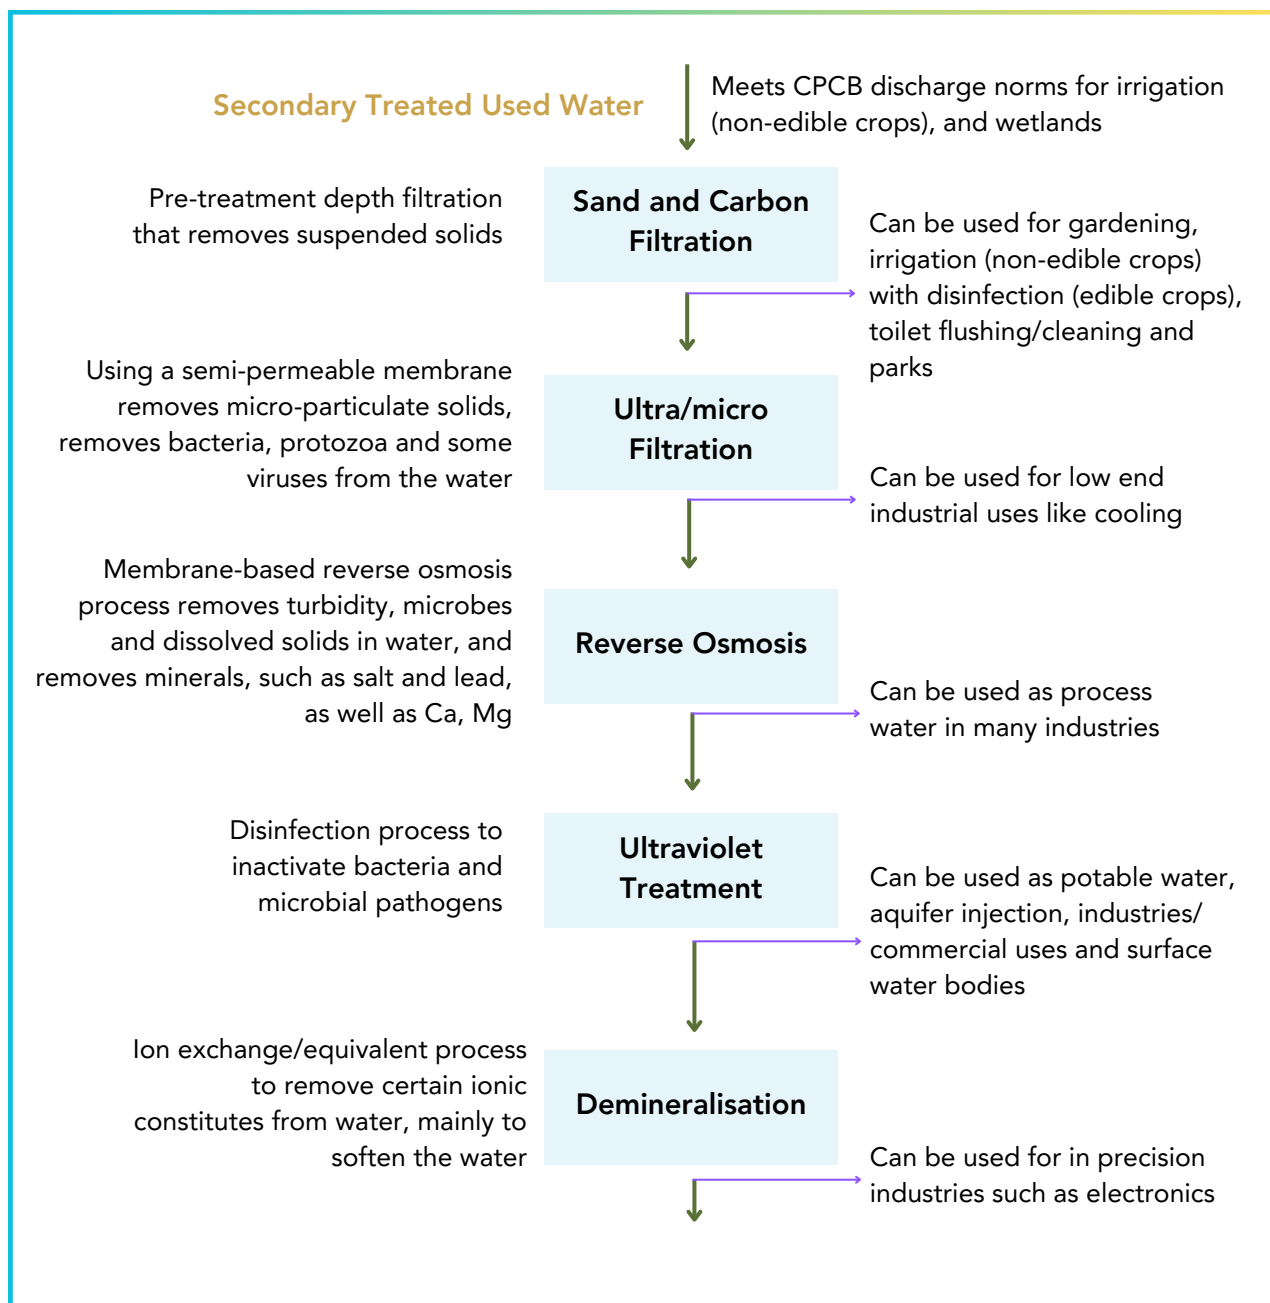 Secondary Treated Used Water
Meets CPCB discharge norms for irrigation
(non-edible crops), and wetlands
Pre-treatment depth filtration
that removes suspended solids
Sand and Carbon
Filtration
Can be used for gardening,
irrigation (non-edible crops)
with disinfection (edible crops),
toilet flushing/cleaning and
parks
Using a semi-permeable membrane
removes micro-particulate solids,
removes bacteria, protozoa and some
viruses from the water
Ultra/micro
Filtration
Can be used for low end
industrial uses like cooling
Membrane-based reverse osmosis
process removes turbidity, microbes
and dissolved solids in water, and
removes minerals, such as salt and lead,
as well as Ca, Mg
Reverse Osmosis
Can be used as process
water in many industries
Disinfection process to
inactivate bacteria and
microbial pathogens
Ultraviolet
Treatment
Can be used as potable water,
aquifer injection, industries/
commercial uses and surface
water bodies
Ion exchange/equivalent process
to remove certain ionic
constitutes from water, mainly to
soften the water
Demineralisation
Can be used for in precision
industries such as electronics